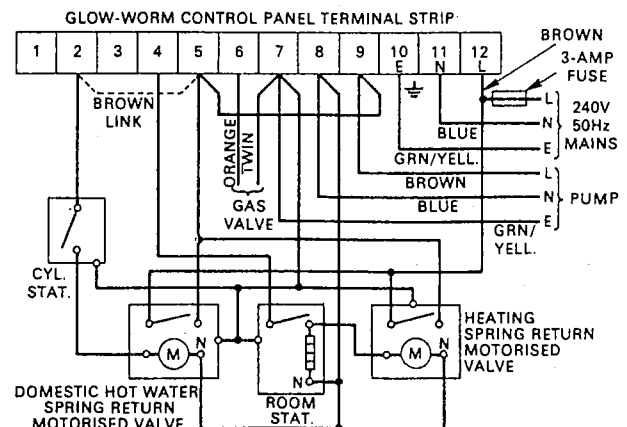 GLOW-WORM CONTROL PANEL TERMINAL STRIP
1 2 3 4 5 6 7 8 9 10 11 12
E N L
BROWN
3-AMP
FUSE
BROWN
LINK
ORANGE
TWIN
GAS
VALVE
L
N
E
240V
50Hz
MAINS
BLUE
GRN/YELL.
BROWN
BLUE
GRN/
YELL.
L
N
E
PUMP
CYL.
STAT.
M
N
DOMESTIC HOT WATER
SPRING RETURN
MOTORISED VALVE
N
ROOM
STAT.
M
N
HEATING
SPRING RETURN
MOTORISED
VALVE